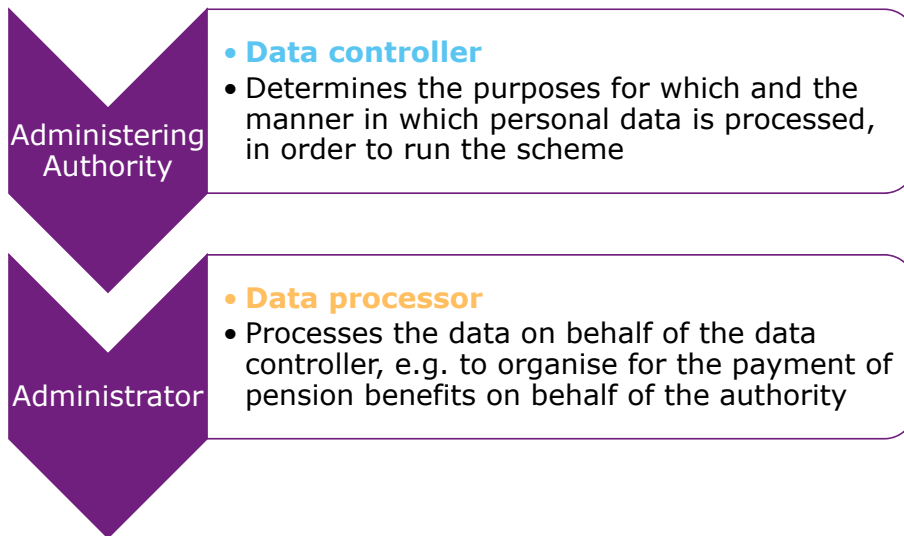 Administering
Authority
• Data controller
• Determines the purposes for which and the
manner in which personal data is processed,
in order to run the scheme
Administrator
• Data processor
• Processes the data on behalf of the data
controller, e.g. to organise for the payment of
pension benefits on behalf of the authority